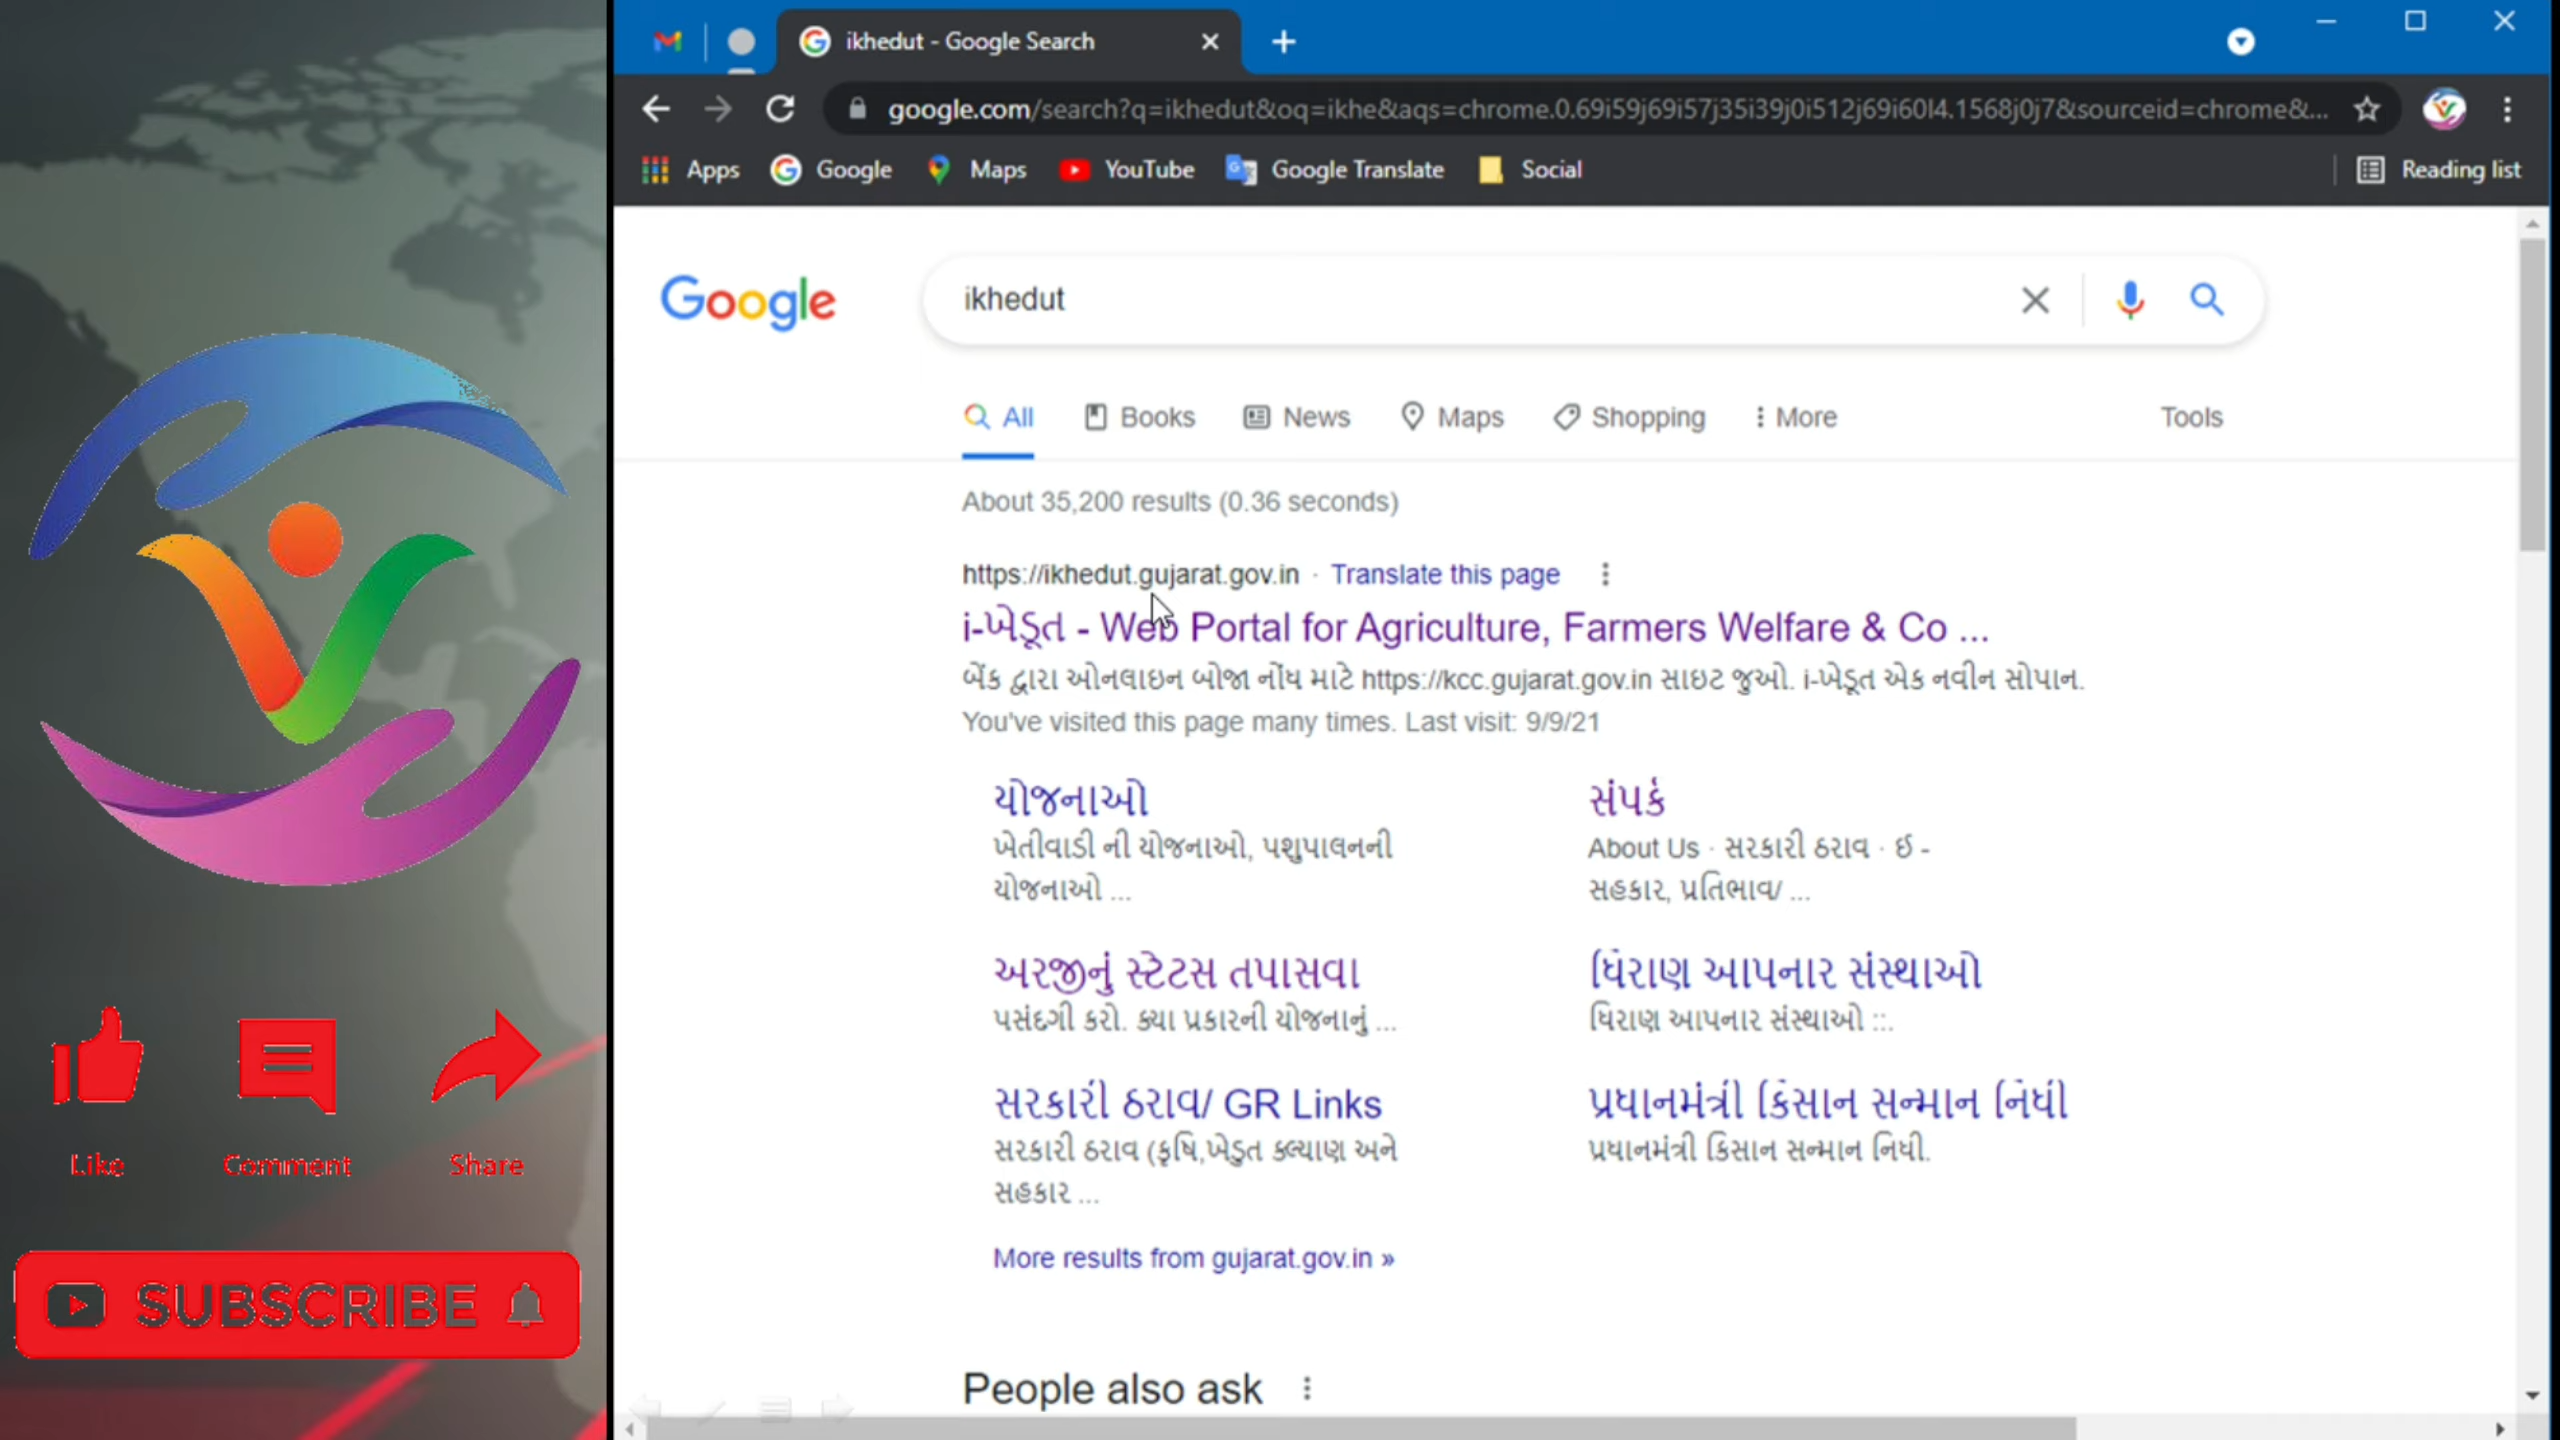 ikhedut - Google Search
google.com/search?q=ikhedut&oq=ikhe&aqs=chrome.0.69i59j69i57j35i39j0i512j69i60l4.1568j0j7&sourceid=chrome&...
Apps Google Maps YouTube Google Translate Social Reading list
Google ikhedut
All Books News Maps Shopping More Tools
About 35,200 results (0.36 seconds)
https://ikhedut.gujarat.gov.in · Translate this page
i-ખેડૂત - Web Portal for Agriculture, Farmers Welfare & Co ...
બેંક દ્વારા ઓનલાઇન બોજા નોંધ માટે https://kcc.gujarat.gov.in સાઇટ જુઓ. i-ખેડૂત એક નવીન સોપાન.
You've visited this page many times. Last visit: 9/9/21
યોજનાઓ
ખેતીવાડી ની યોજનાઓ, પશુપાલનની
યોજનાઓ ...
સંપર્ક
About Us · સરકારી ઠરાવ · ઈ -
સહકાર, પ્રતિભાવ/ ...
અરજીનું સ્ટેટસ તપાસવા
પસંદગી કરો. ક્યા પ્રકારની યોજનાનું ...
ધિરાણ આપનાર સંસ્થાઓ
ધિરાણ આપનાર સંસ્થાઓ ::.
સરકારી ઠરાવ/ GR Links
સરકારી ઠરાવ (કૃષિ,ખેડુત ક્લ્યાણ અને
સહકાર ...
પ્રધાનમંત્રી કિસાન સન્માન નિધી
પ્રધાનમંત્રી કિસાન સન્માન નિધી.
More results from gujarat.gov.in »
People also ask
Like Comment Share
SUBSCRIBE